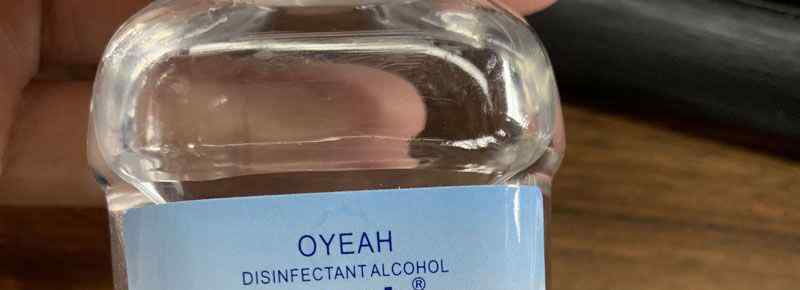 OYEAH
DISINFECTANT ALCOHOL
®